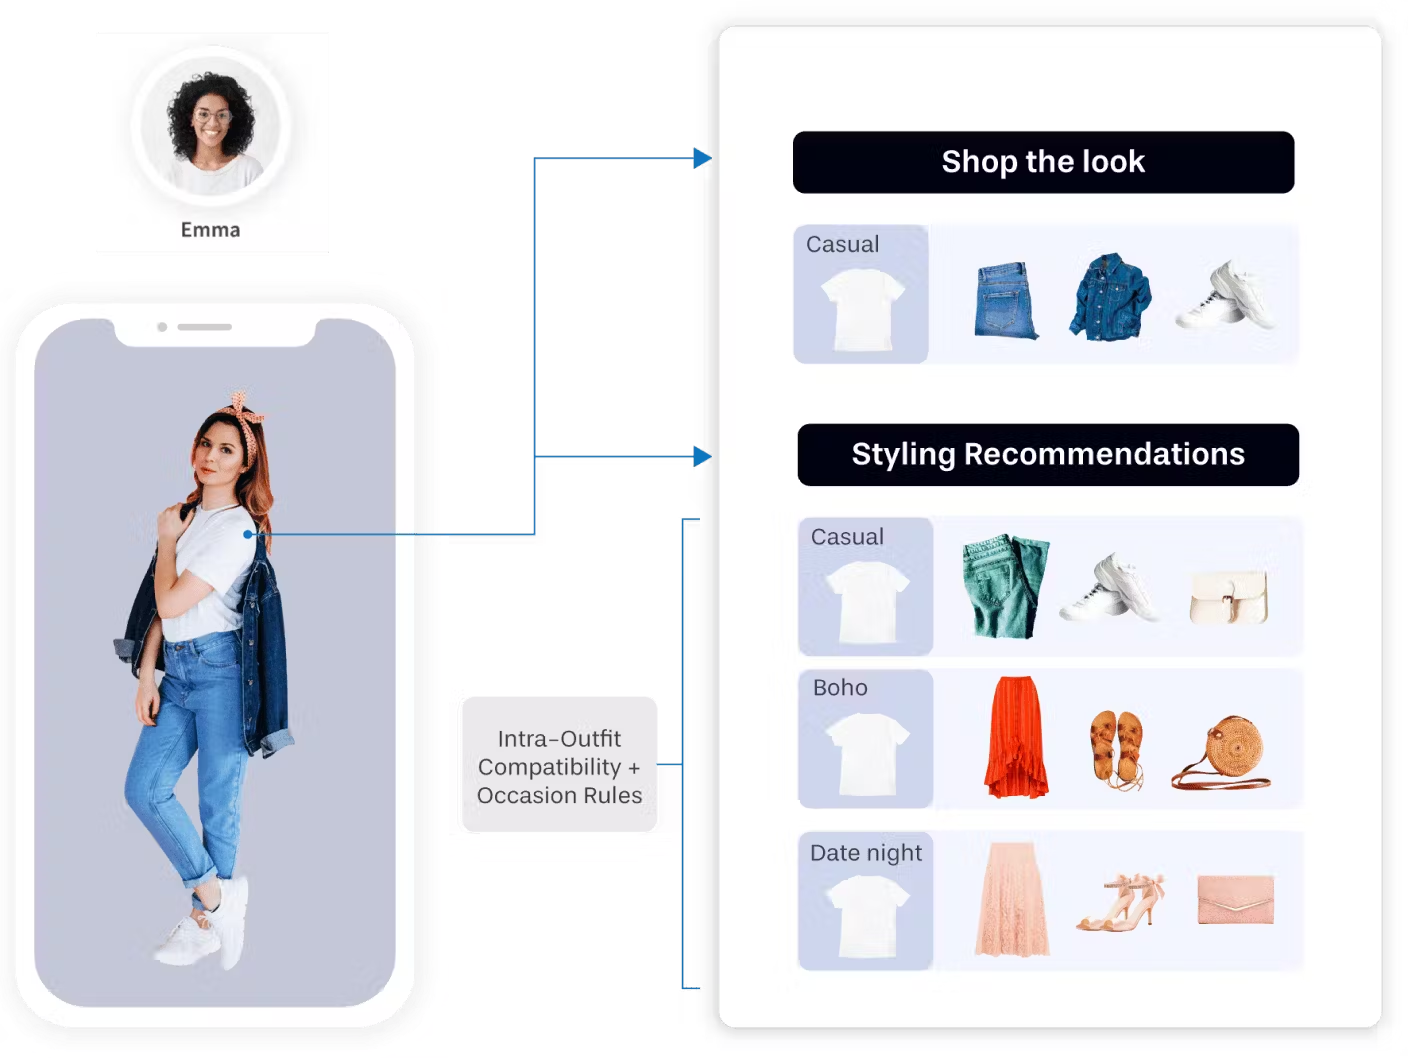 Emma
Shop the look
Casual
Styling Recommendations
Casual
Boho
Intra-Outfit
Compatibility +
Occasion Rules
Date night